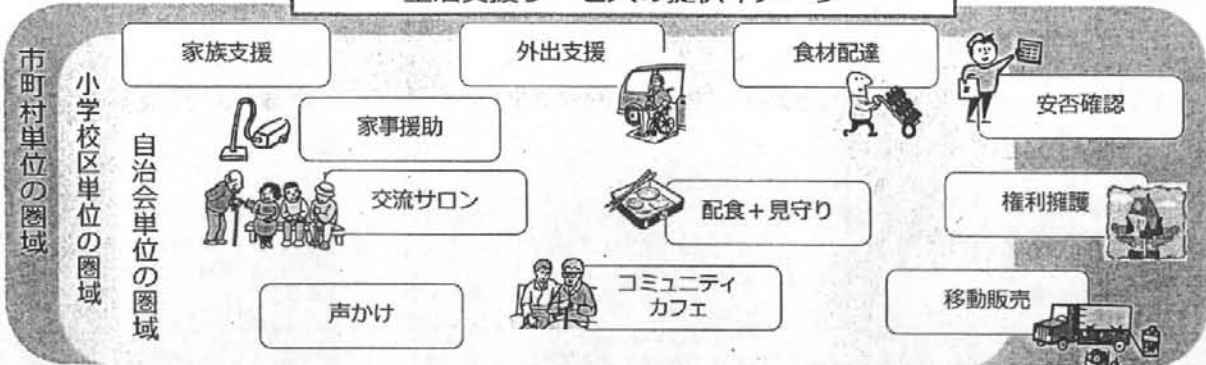 市町村単位の圏域
小学校区単位の圏域
自治会単位の圏域
家族支援
外出支援
食材配達
安否確認
家事援助
交流サロン
配食+見守り
権利擁護
声かけ
コミュニティ
カフェ
移動販売